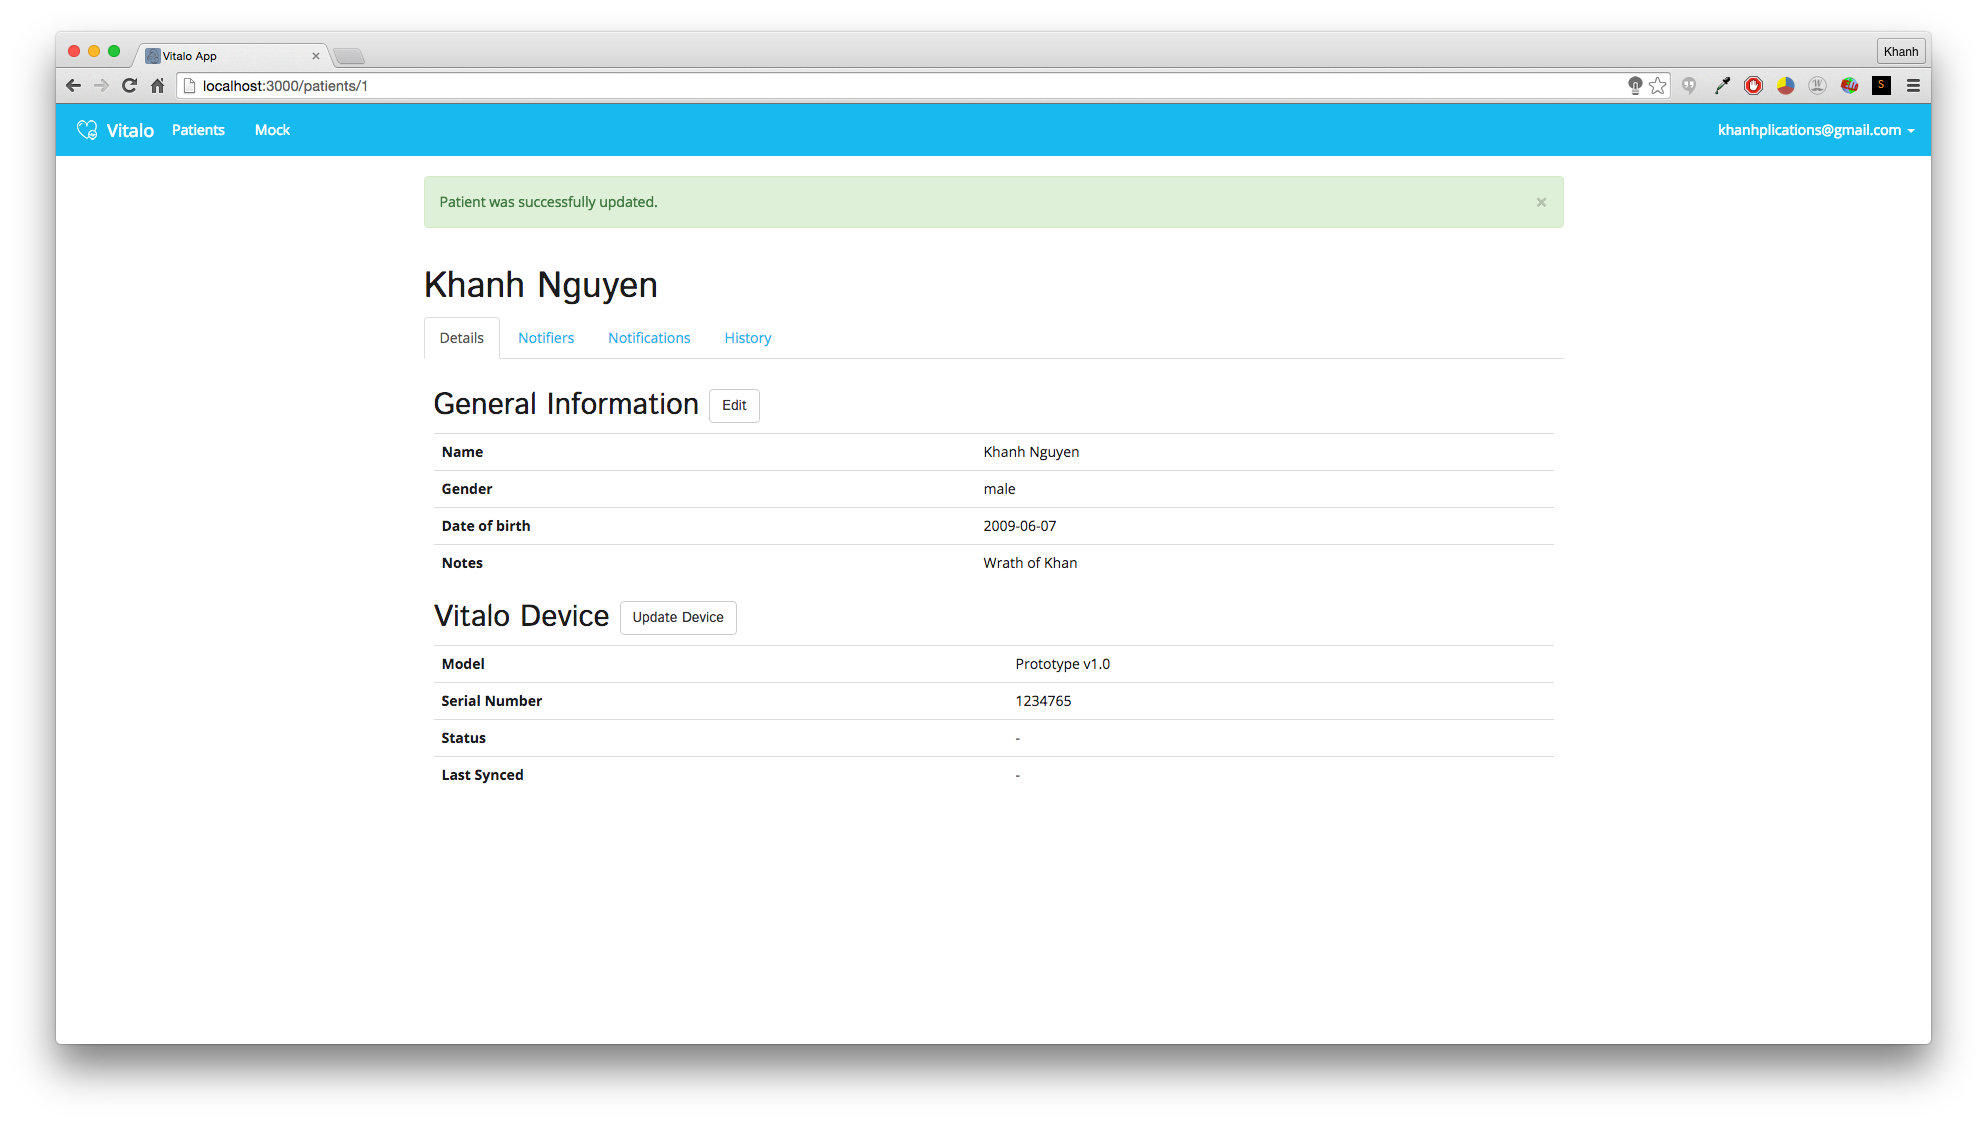 Vitalo App ×
Khanh
localhost:3000/patients/1
Vitalo Patients Mock khanhplications@gmail.com
Patient was successfully updated. ×
Khanh Nguyen
Details Notifiers Notifications History
General Information Edit
Name Khanh Nguyen
Gender male
Date of birth 2009-06-07
Notes Wrath of Khan
Vitalo Device Update Device
Model Prototype v1.0
Serial Number 1234765
Status -
Last Synced -